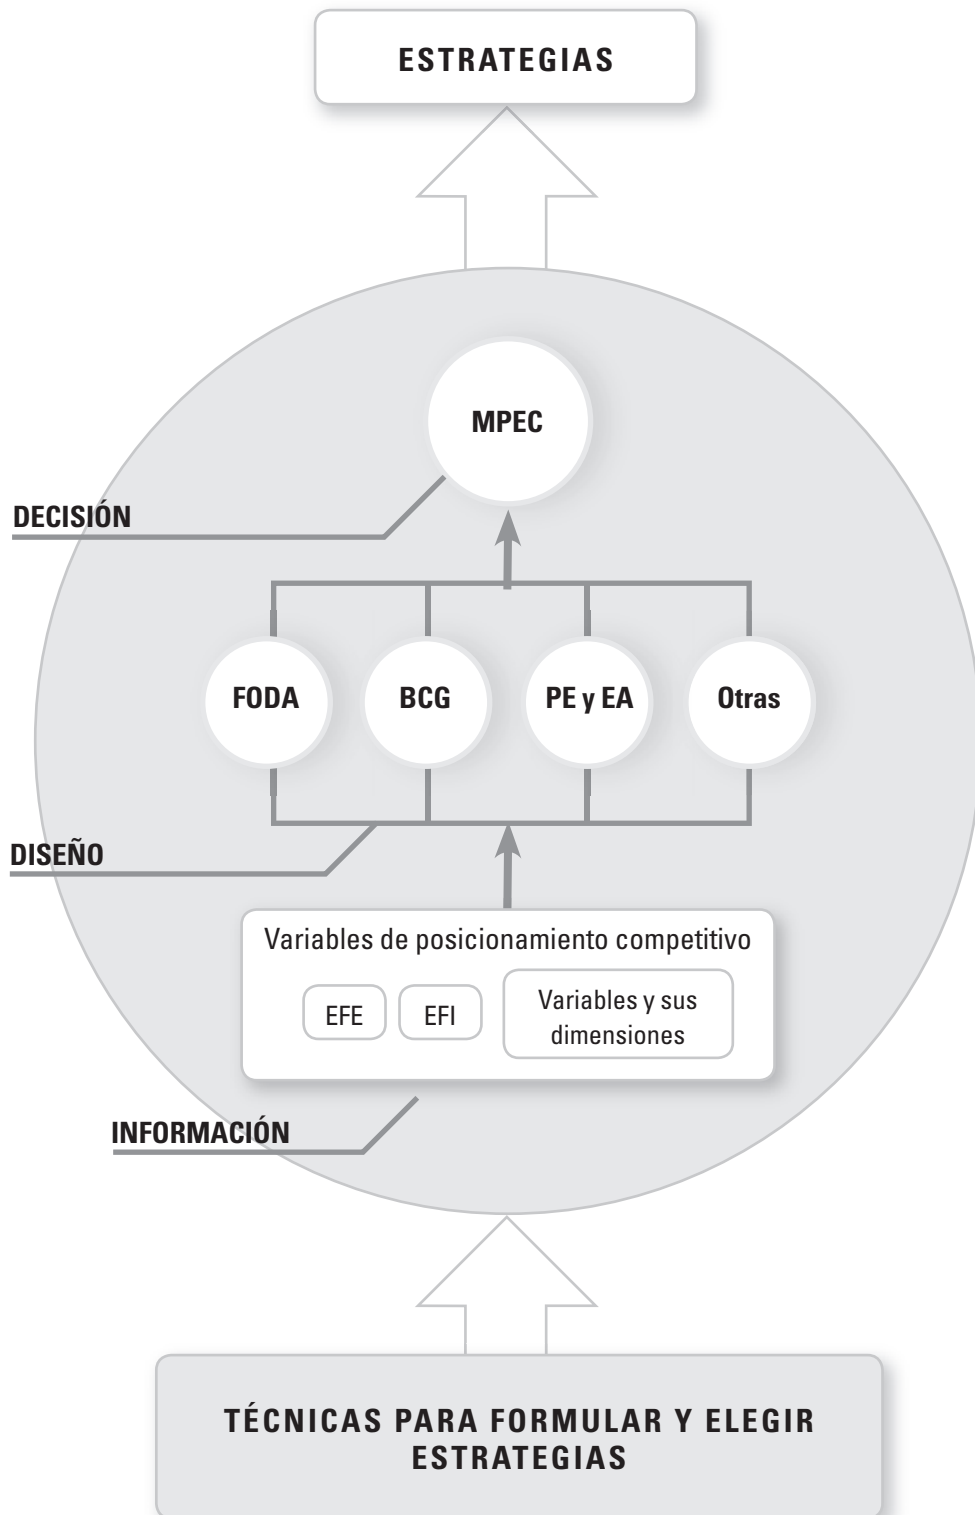 ESTRATEGIAS
MPEC
DECISIÓN
FODA
BCG
PE y EA
Otras
DISEÑO
Variables de posicionamiento competitivo
EFE
EFI
Variables y sus
dimensiones
INFORMACIÓN
TÉCNICAS PARA FORMULAR Y ELEGIR
ESTRATEGIAS